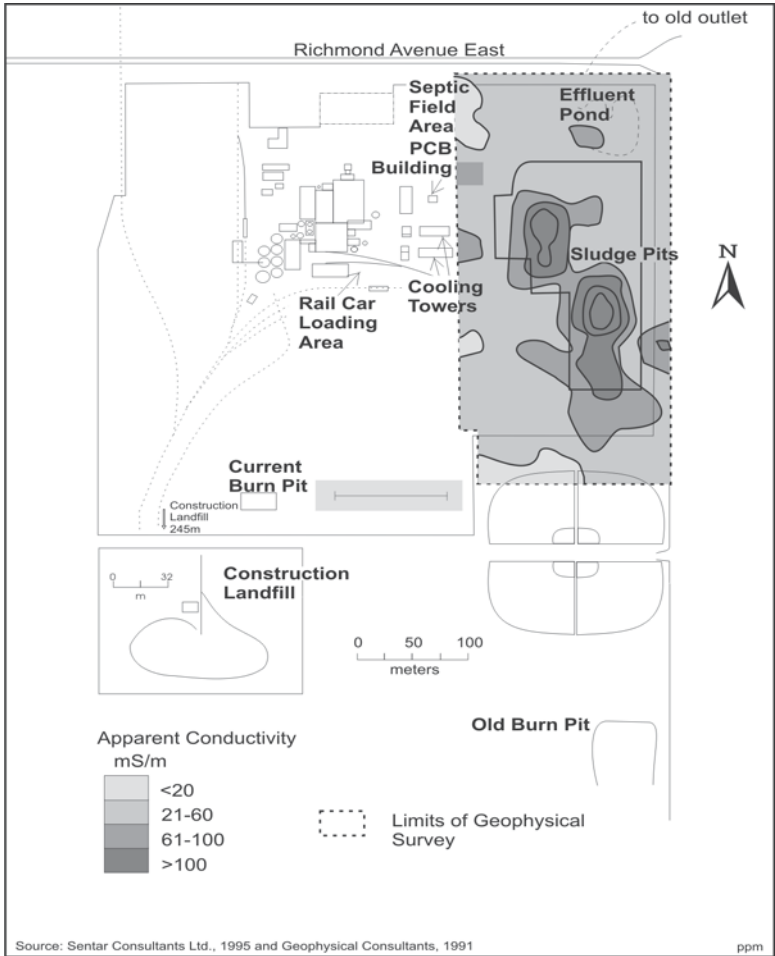 to old outlet
Richmond Avenue East
Septic
Field
Area
Effluent
Pond
PCB
Building
Sludge Pits
N
Cooling
Towers
Rail Car
Loading
Area
Current
Burn Pit
Construction
Landfill
245m
0 32
m
Construction
Landfill
0 50 100
meters
Old Burn Pit
Apparent Conductivity
mS/m
<20
21-60
61-100
>100
Limits of Geophysical
Survey
Source: Sentar Consultants Ltd., 1995 and Geophysical Consultants, 1991
ppm